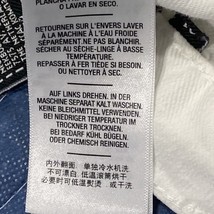 PLANCHAR
O LAVAR EN SECO.
RETOURNER SUR L'ENVERS LAVER
À LA MACHINE À L'EAU FROIDE
SÉPARÉMENT NE PAS BLANCHIR.
SÉCHER AU SÈCHE-LINGE À BASSE
TEMPÉRATURE.
REPASSER À FER TIÈDE SI BESOIN,
OU NETTOYER À SEC.
AUF LINKS DREHEN. IN DER
MASCHINE SEPARAT KALT WASCHEN.
KEINE BLEICHMITTEL VERWENDEN.
BEI NIEDRIGER TEMPERATUR IM
TROCKNER TROCKNEN.
BEI BEDARF KÜHL BÜGELN
ODER CHEMISCH REINIGEN.
内外翻面，单独冷水机洗
不可漂白，低温滚筒烘干
必要时可低温熨烫，或干洗